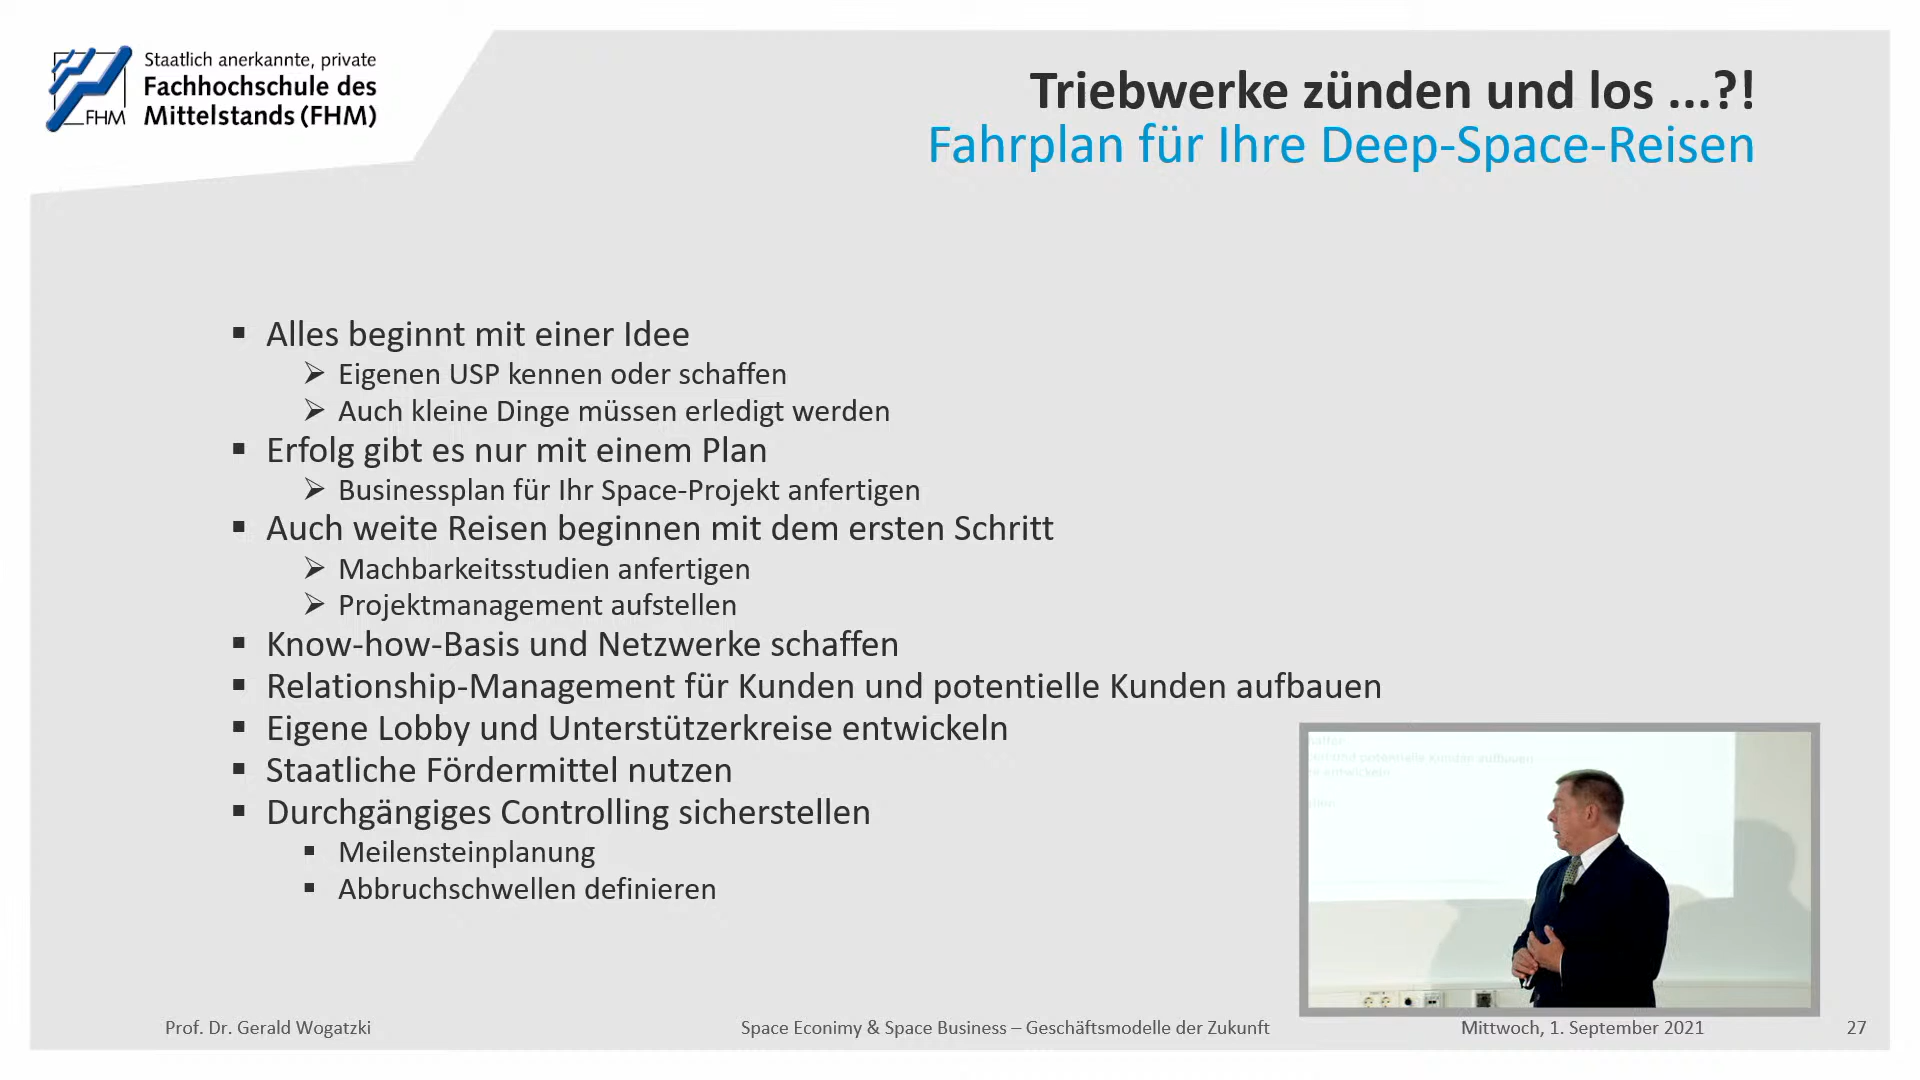 Staatlich anerkannte, private
Fachhochschule des
Mittelstands (FHM)
FHM
Triebwerke zünden und los ...?!
Fahrplan für Ihre Deep-Space-Reisen
▪ Alles beginnt mit einer Idee
➢ Eigenen USP kennen oder schaffen
➢ Auch kleine Dinge müssen erledigt werden
▪ Erfolg gibt es nur mit einem Plan
➢ Businessplan für Ihr Space-Projekt anfertigen
▪ Auch weite Reisen beginnen mit dem ersten Schritt
➢ Machbarkeitsstudien anfertigen
➢ Projektmanagement aufstellen
▪ Know-how-Basis und Netzwerke schaffen
▪ Relationship-Management für Kunden und potentielle Kunden aufbauen
▪ Eigene Lobby und Unterstützerkreise entwickeln
▪ Staatliche Fördermittel nutzen
▪ Durchgängiges Controlling sicherstellen
▪ Meilensteinplanung
▪ Abbruchschwellen definieren
potentielle Kunden aufbauen
entwickeln
Prof. Dr. Gerald Wogatzki
Space Econimy & Space Business – Geschäftsmodelle der Zukunft
Mittwoch, 1. September 2021
27